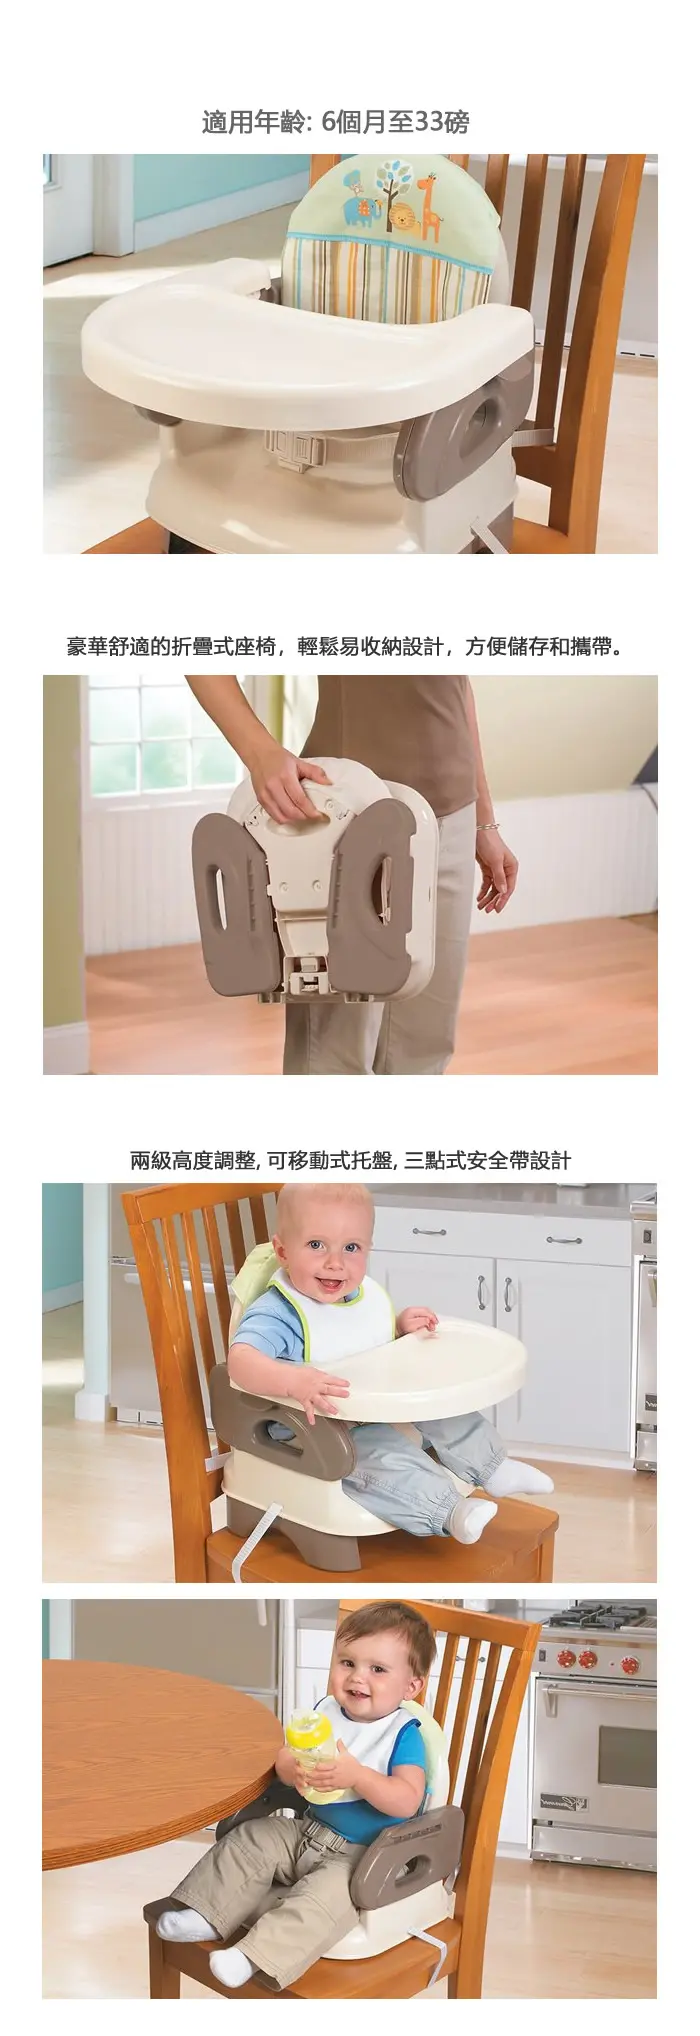 適用年齡: 6個月至33磅
豪華舒適的折疊式座椅，輕鬆易收納設計，方便儲存和攜帶。
兩級高度調整, 可移動式托盤, 三點式安全帶設計